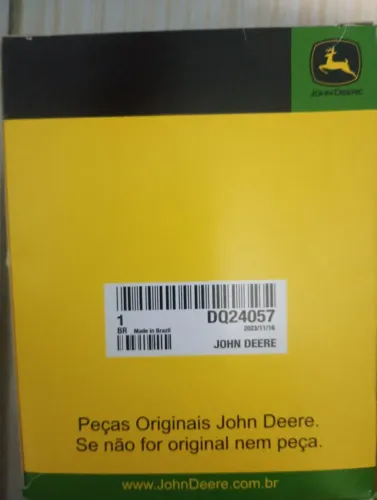 JOHN DEERE
1 DQ24057
BR Made in Brazil 2023/11/16
JOHN DEERE
Peças Originais John Deere.
Se não for original nem peça.
www.JohnDeere.com.br